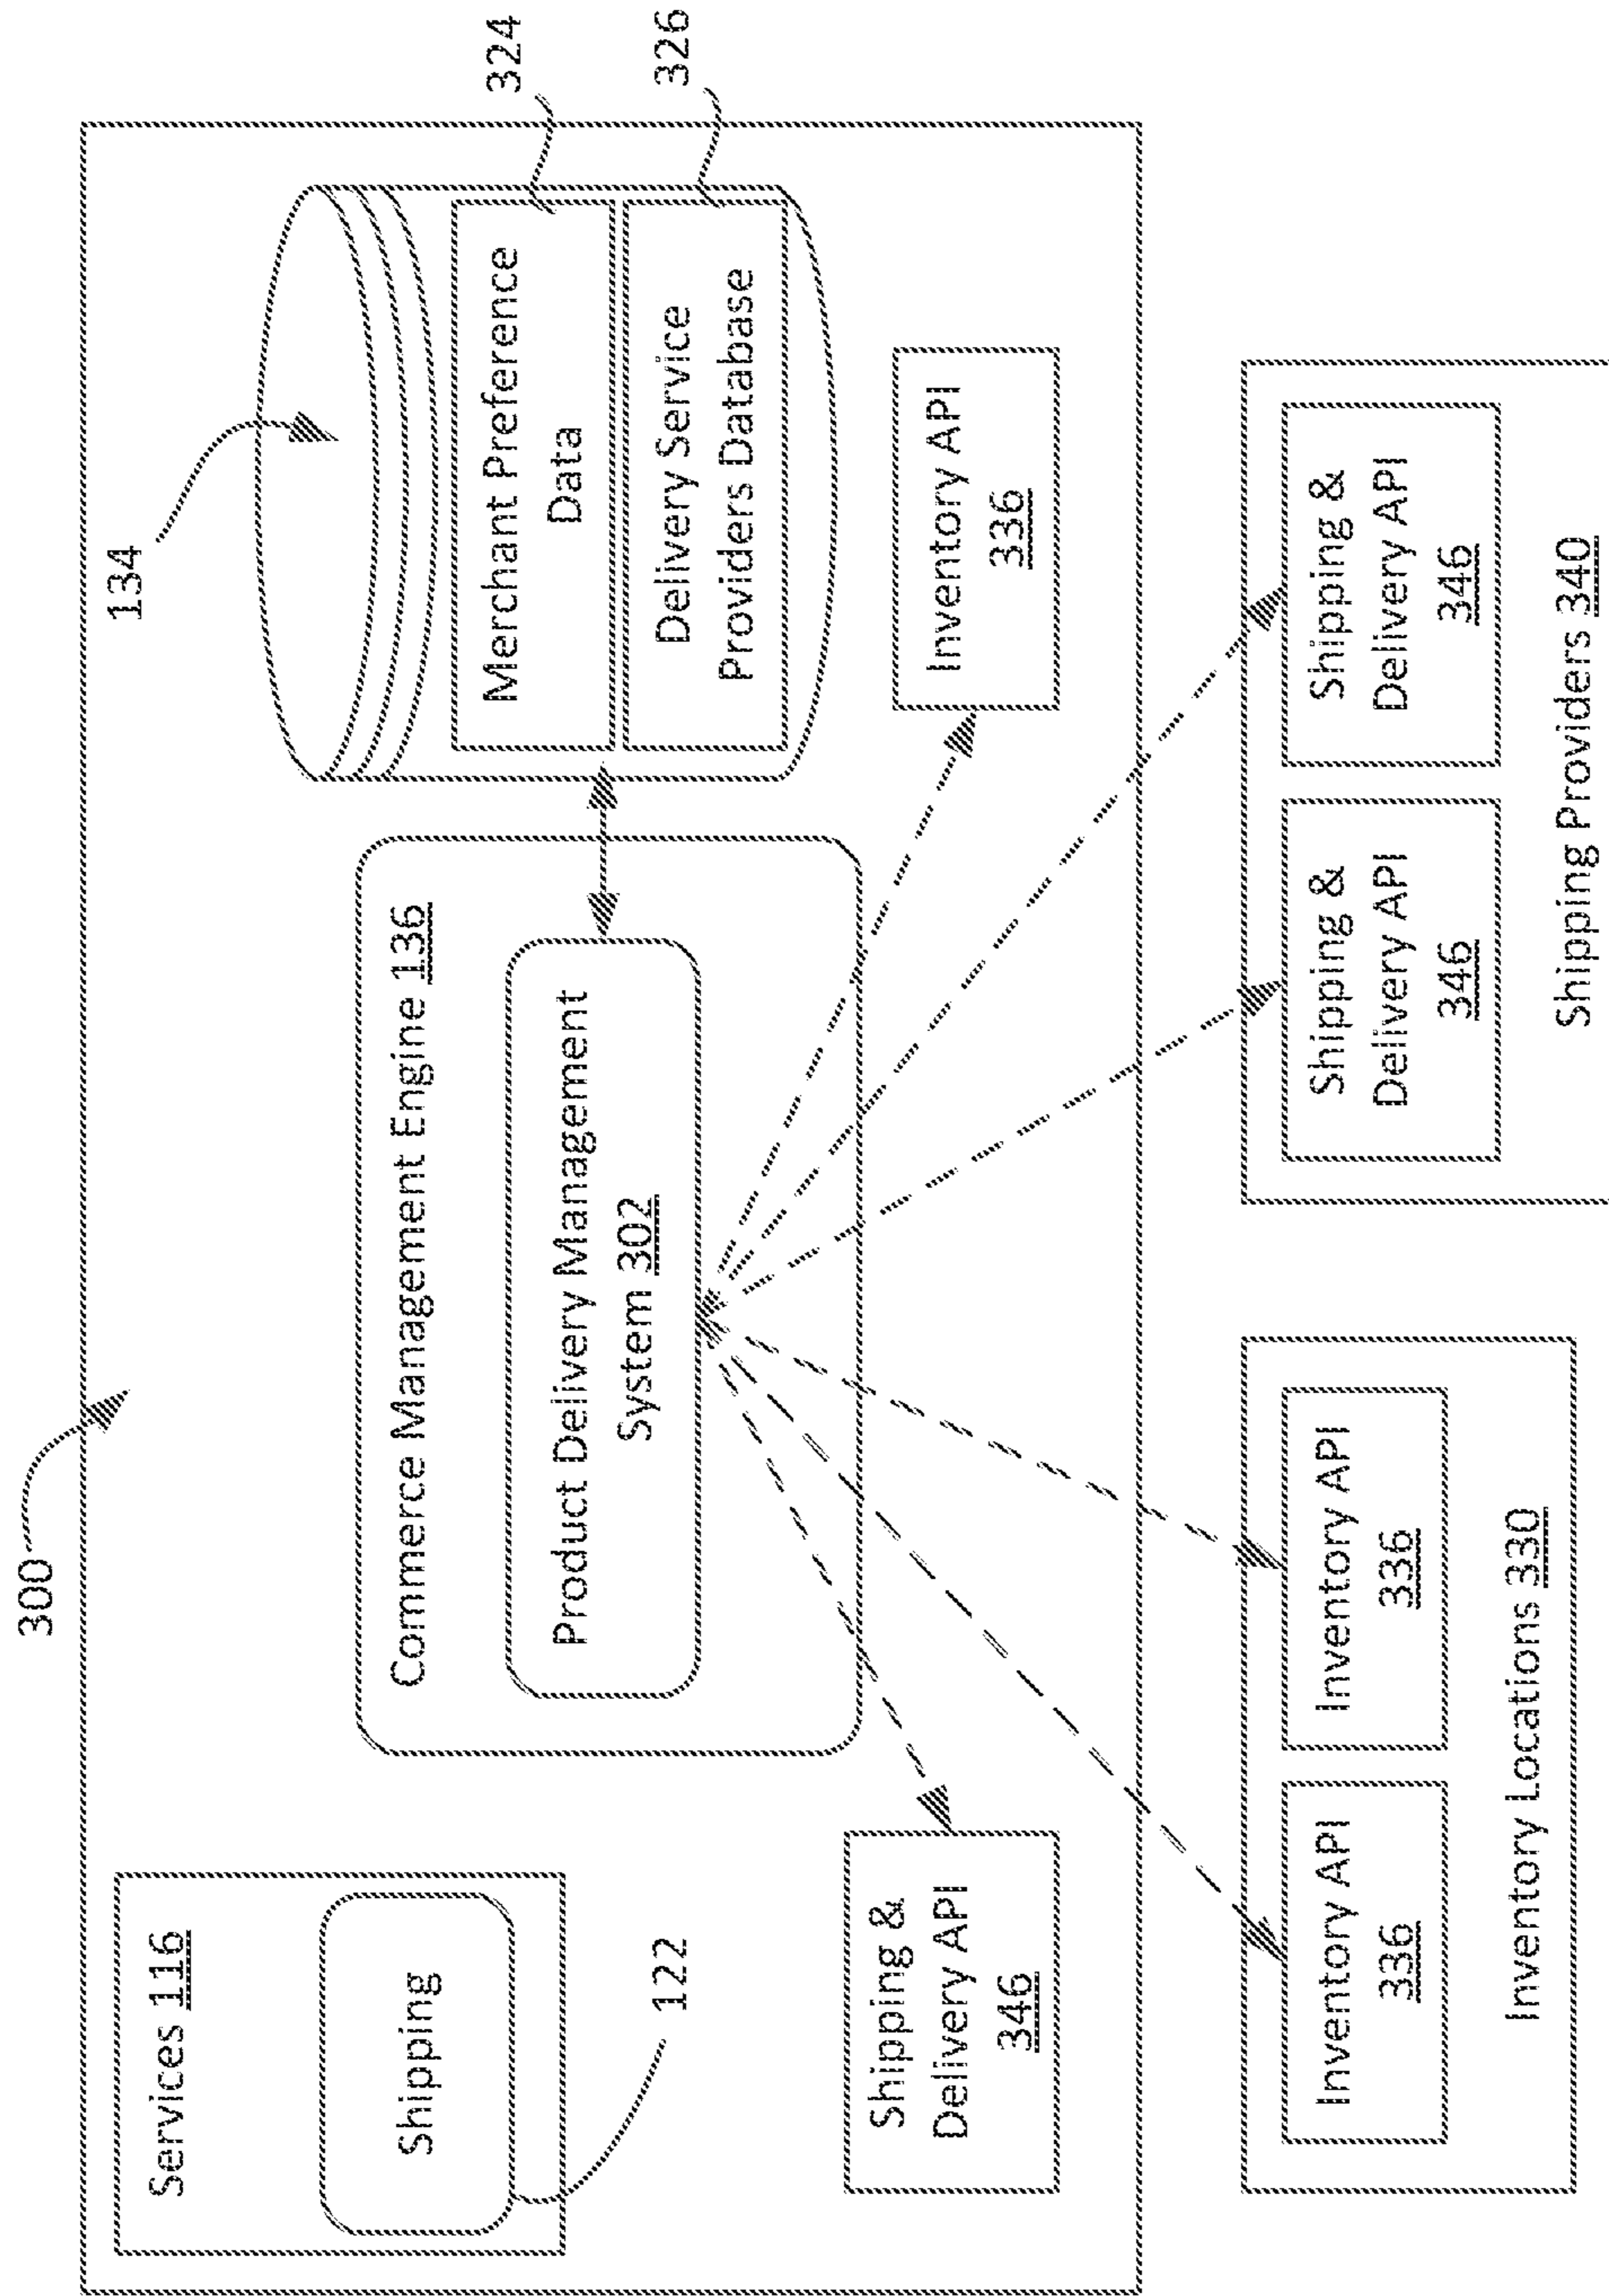 300
134
324
326
Services 116
Shipping
122
Commerce Management Engine 136
Product Delivery Management
System 302
Merchant Preference
Data
Delivery Service
Providers Database
Shipping &
Delivery API
346
Inventory API
336
Inventory API
336
Inventory API
336
Inventory Locations 330
Shipping &
Delivery API
346
Shipping &
Delivery API
346
Shipping Providers 340